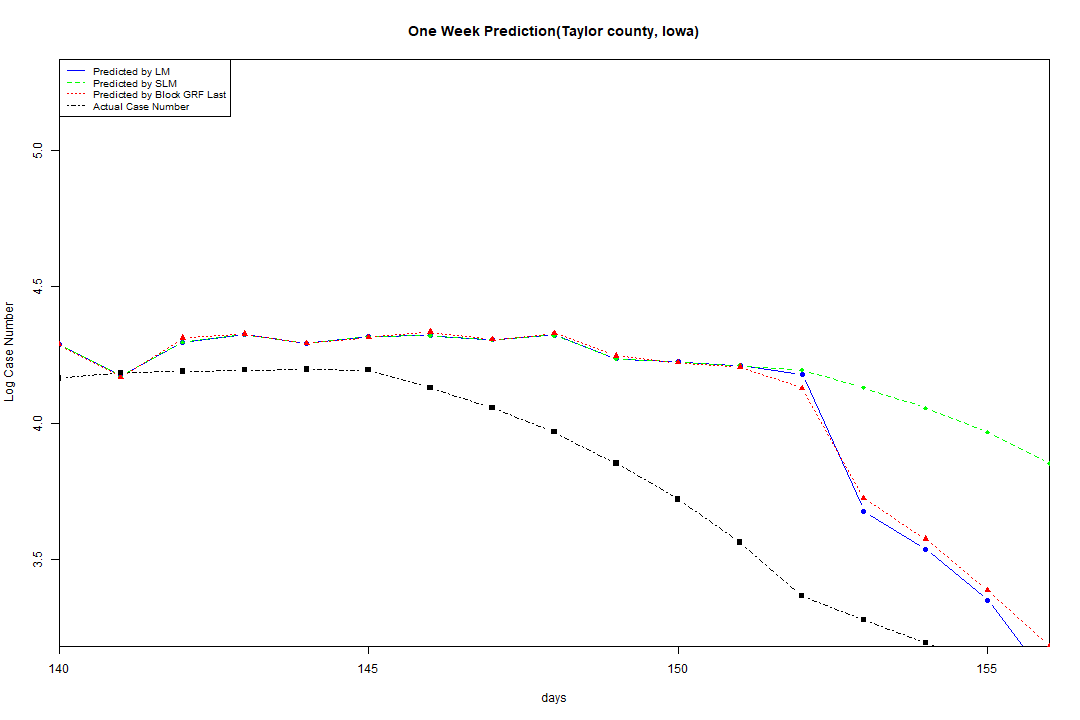 One Week Prediction(Taylor county, Iowa)
Predicted by LM
Predicted by SLM
Predicted by Block GRF Last
Actual Case Number
5.0
4.5
4.0
3.5
Log Case Number
140 145 150 155
days